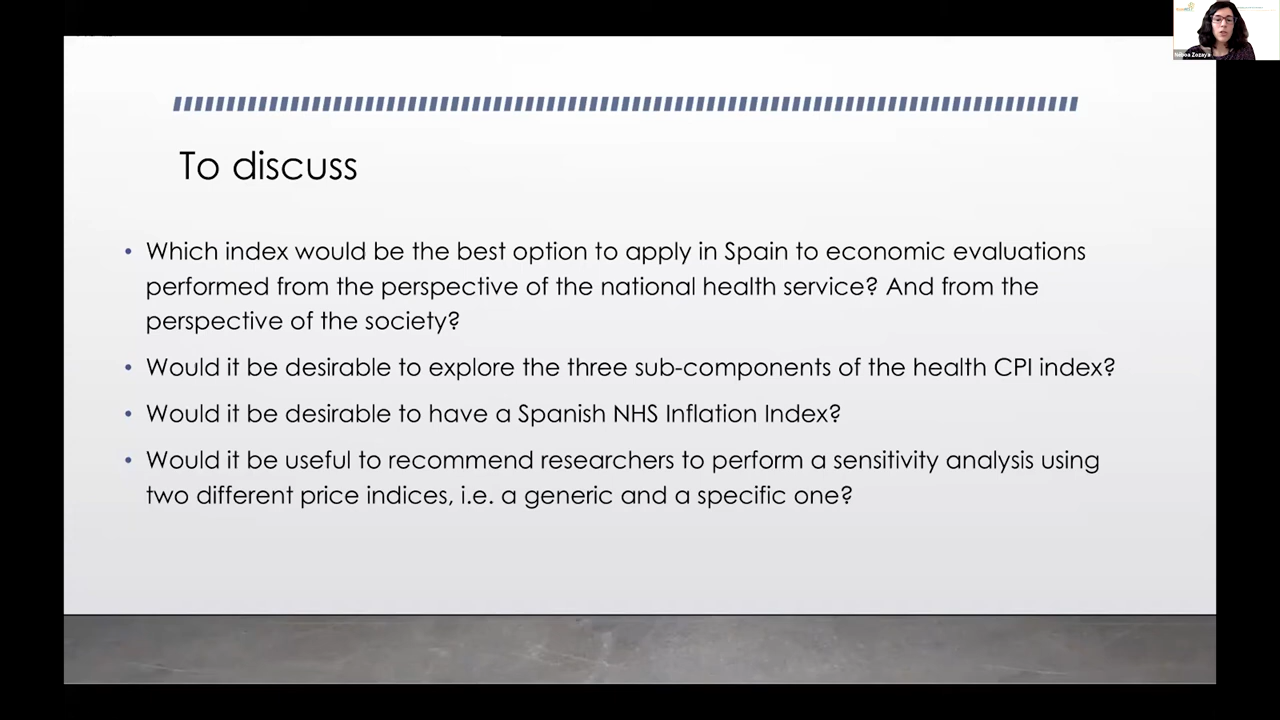 To discuss
• Which index would be the best option to apply in Spain to economic evaluations
performed from the perspective of the national health service? And from the
perspective of the society?
• Would it be desirable to explore the three sub-components of the health CPI index?
• Would it be desirable to have a Spanish NHS Inflation Index?
• Would it be useful to recommend researchers to perform a sensitivity analysis using
two different price indices, i.e. a generic and a specific one?
Zozaya